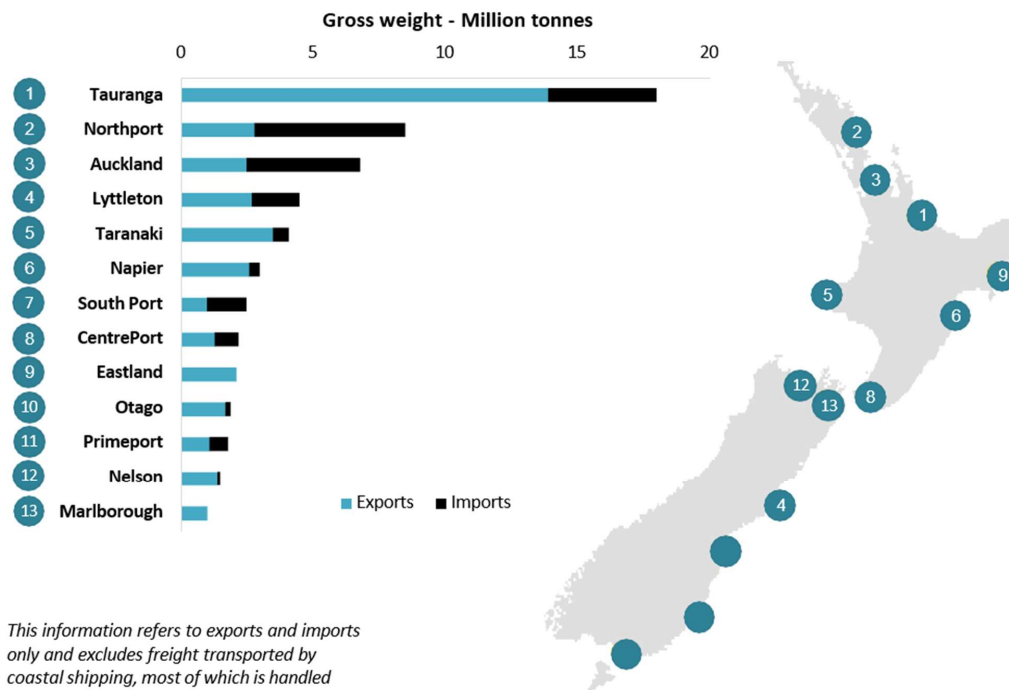 Gross weight - Million tonnes
0 5 10 15 20
1 Tauranga
2 Northport
3 Auckland
4 Lyttleton
5 Taranaki
6 Napier
7 South Port
8 CentrePort
9 Eastland
10 Otago
11 Primeport
12 Nelson
13 Marlborough
Exports Imports
2
3
1
9
5
6
12
8
13
4
This information refers to exports and imports
only and excludes freight transported by
coastal shipping, most of which is handled